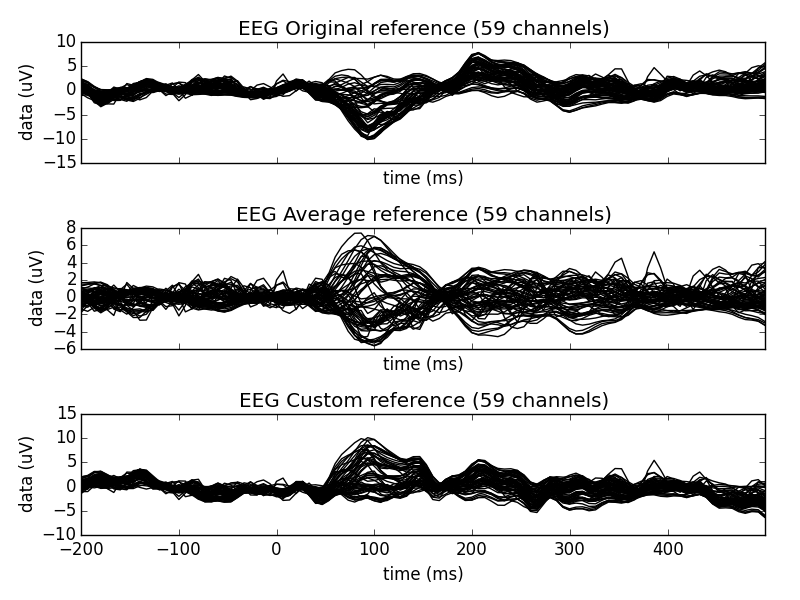 EEG Original reference (59 channels)
10
5
0
−5
−10
−15
data (uV)
time (ms)
EEG Average reference (59 channels)
8
6
4
2
0
−2
−4
−6
data (uV)
time (ms)
EEG Custom reference (59 channels)
15
10
5
0
−5
−10
data (uV)
−200 −100 0 100 200 300 400
time (ms)